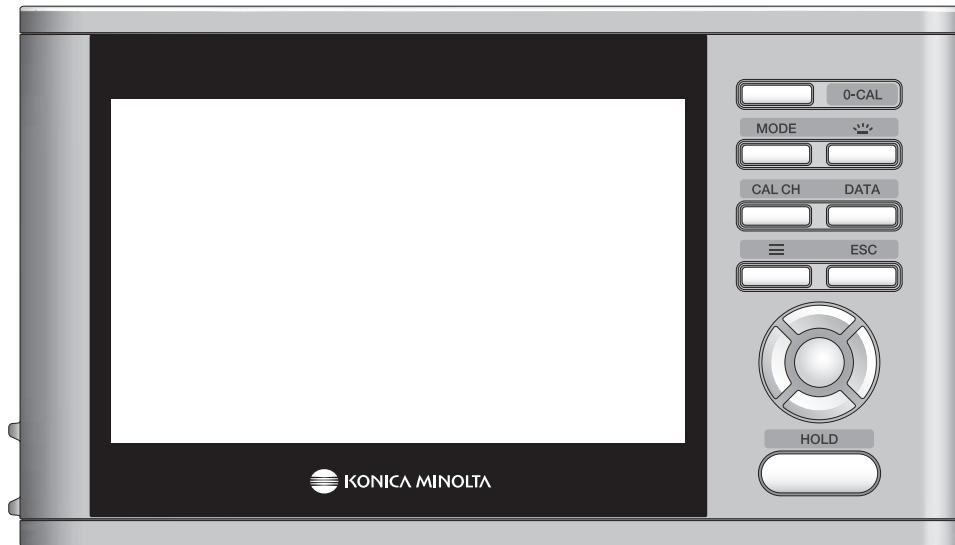 0-CAL
MODE
CAL CH DATA
ESC
HOLD
KONICA MINOLTA